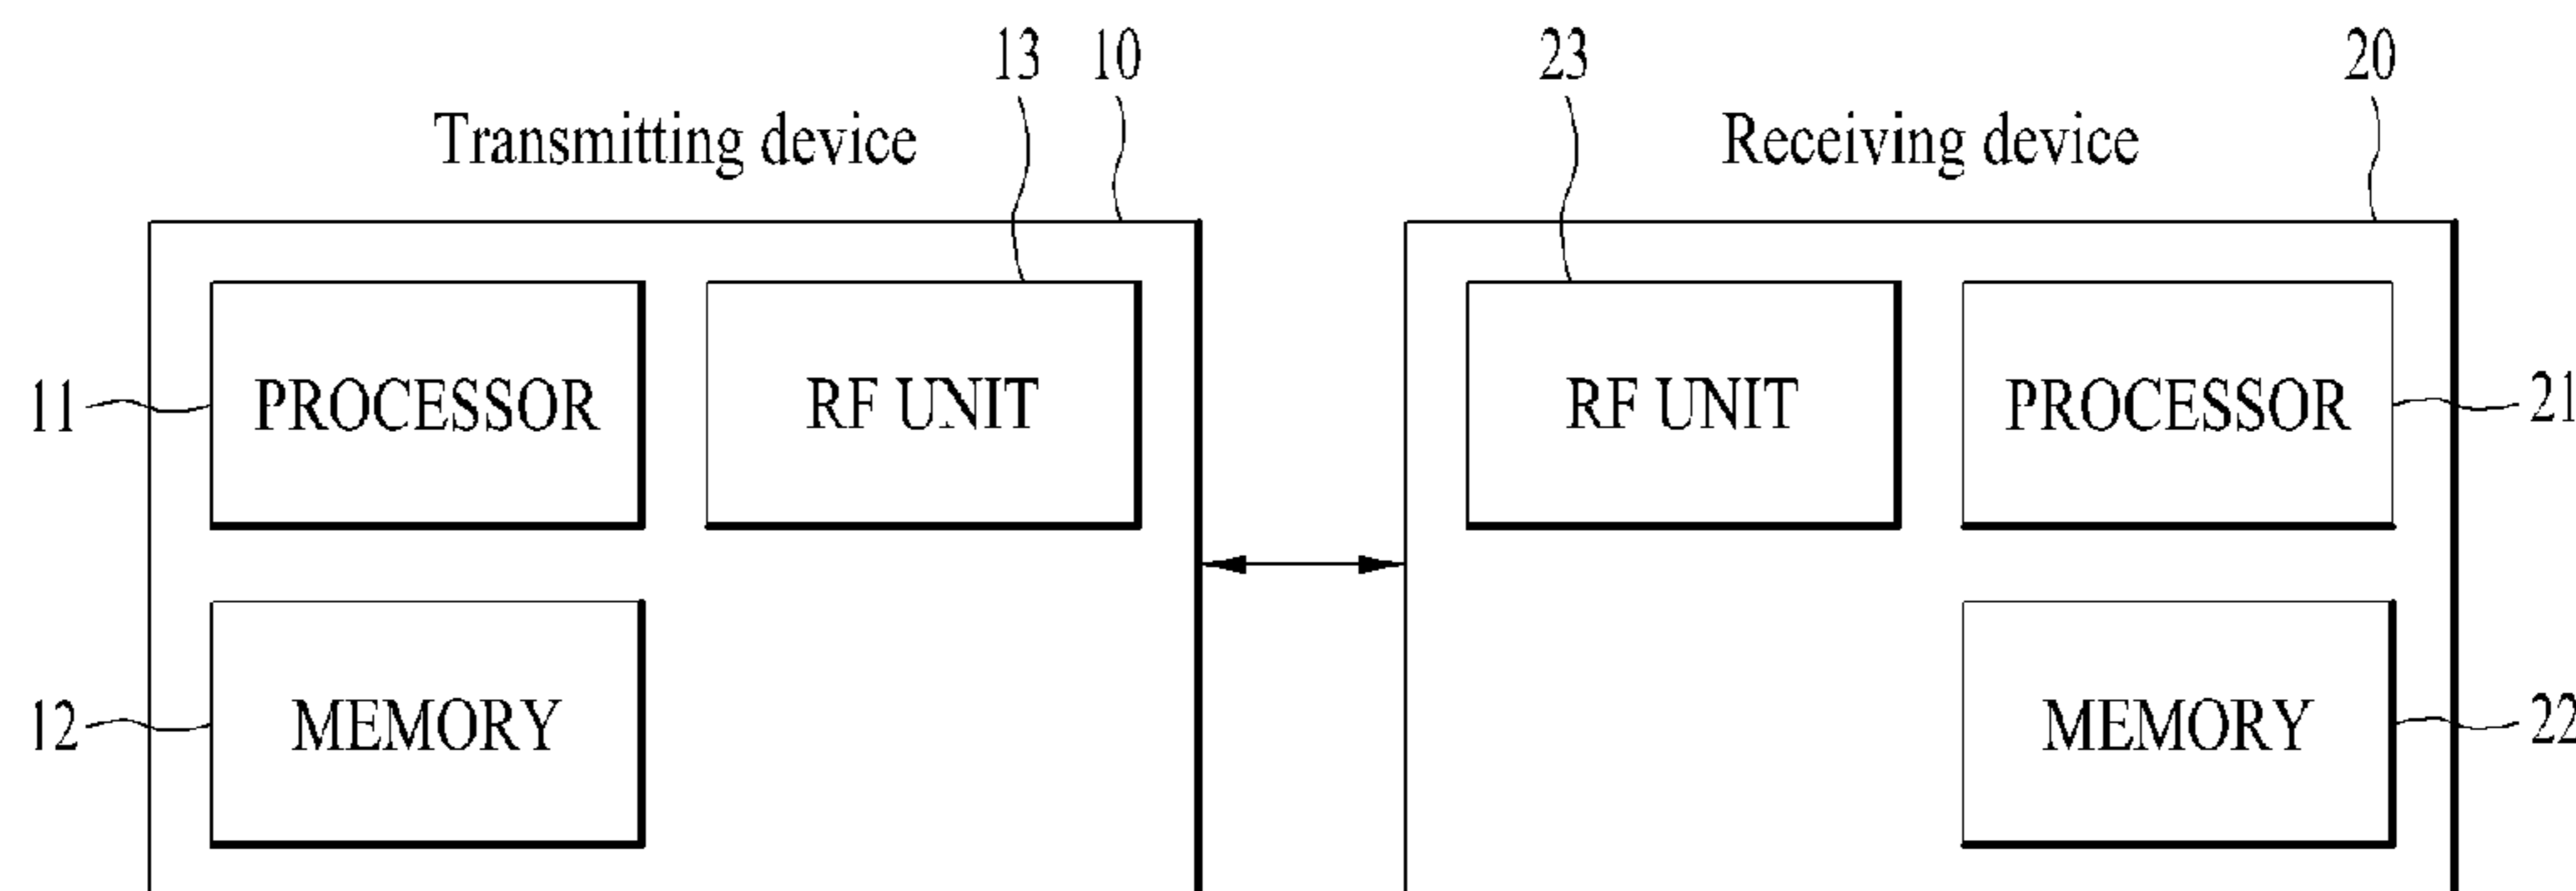 13 10 23 20
Transmitting device Receiving device
11 PROCESSOR RF UNIT RF UNIT PROCESSOR 21
12 MEMORY MEMORY 22